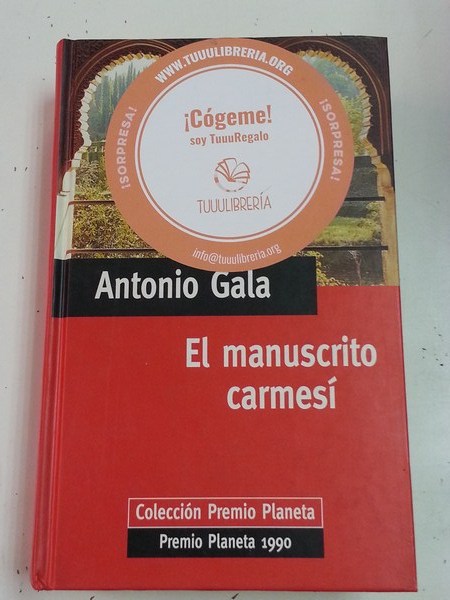 WWW.TUUULIBRERIA.ORG
¡SORPRESA!
¡SORPRESA!
¡Cógeme!
soy TuuuRegalo
TUUULIBRERÍA
info@tuuulibreria.org
Antonio Gala
El manuscrito
carmesí
Colección Premio Planeta
Premio Planeta 1990